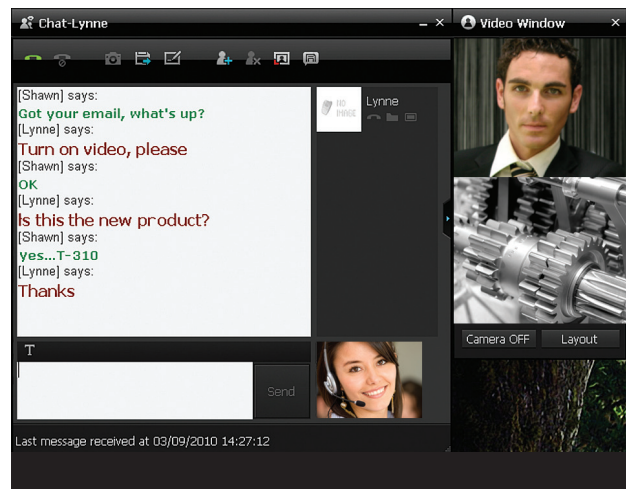 Chat-Lynne
Video Window
[Shawn] says:
Got your email, what's up?
[Lynne] says:
Turn on video, please
[Shawn] says:
OK
[Lynne] says:
Is this the new product?
[Shawn] says:
yes...T-310
[Lynne] says:
Thanks
NO
IMAGE
Lynne
Camera OFF
Layout
T
Send
Last message received at 03/09/2010 14:27:12